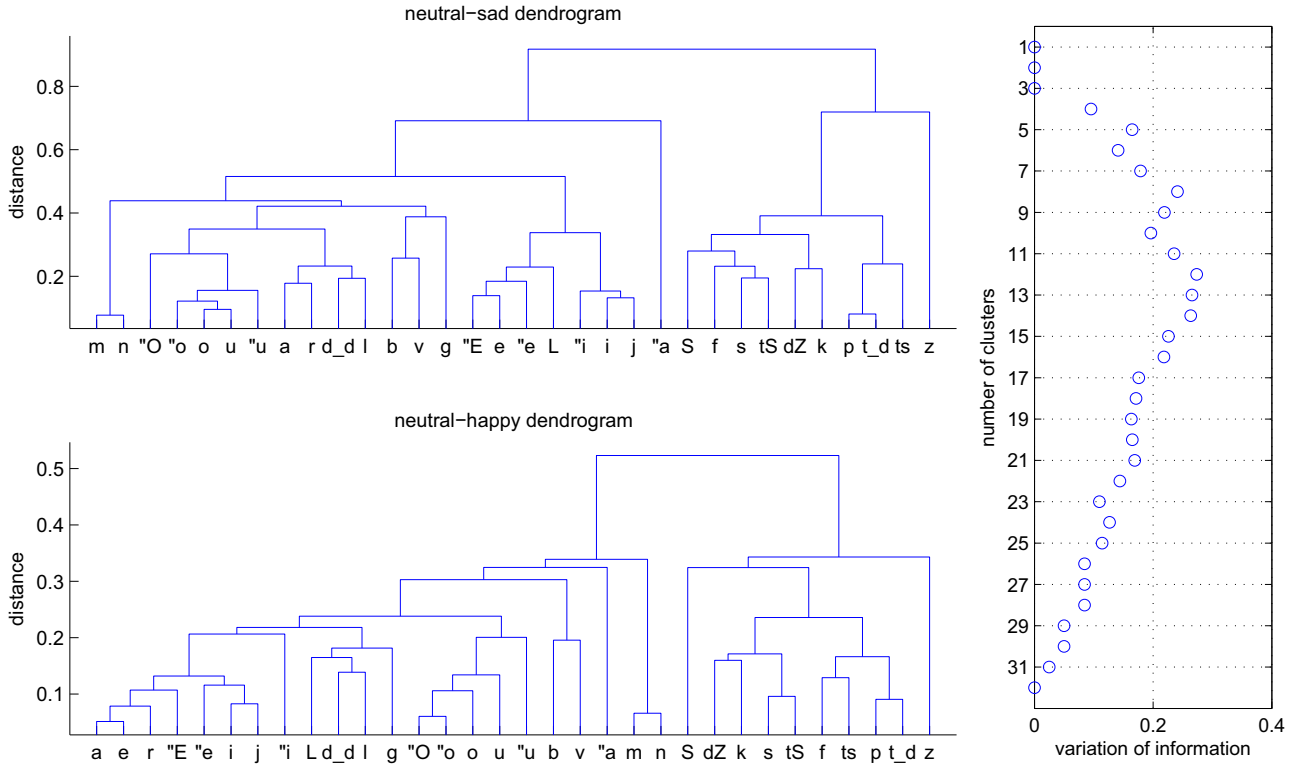 neutral−sad dendrogram
distance
0.8
0.6
0.4
0.2
m n "O "o o u "u a r d_d l b v g "E e "e L "i i j "a S f s tS dZ k p t_d ts z
neutral−happy dendrogram
distance
0.5
0.4
0.3
0.2
0.1
a e r "E "e i j "i L d_d l g "O "o o u "u b v "a m n S dZ k s tS f ts p t_d z
number of clusters
1
3
5
7
9
11
13
15
17
19
21
23
25
27
29
31
0 0.2 0.4
variation of information